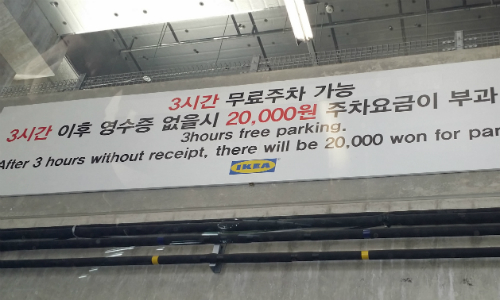 3시간 무료주차 가능
3시간 이후 영수증 없을시 20,000원 주차요금이 부과
3hours free parking.
After 3 hours without receipt, there will be 20,000 won for par
IKEA